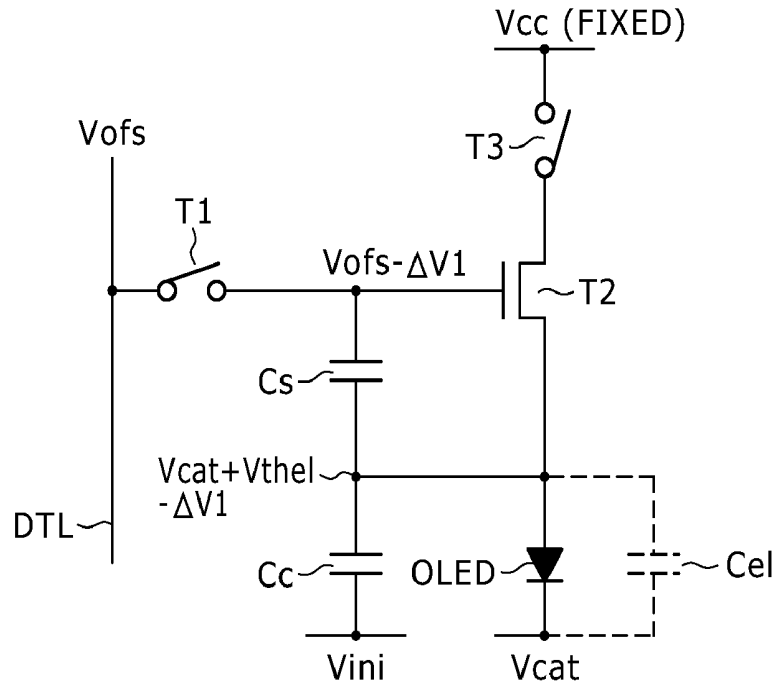 Vcc (FIXED)
Vofs
T3
T1
Vofs-ΔV1
T2
Cs
Vcat+Vthel
-ΔV1
DTL
Cc
OLED
Cel
Vini
Vcat